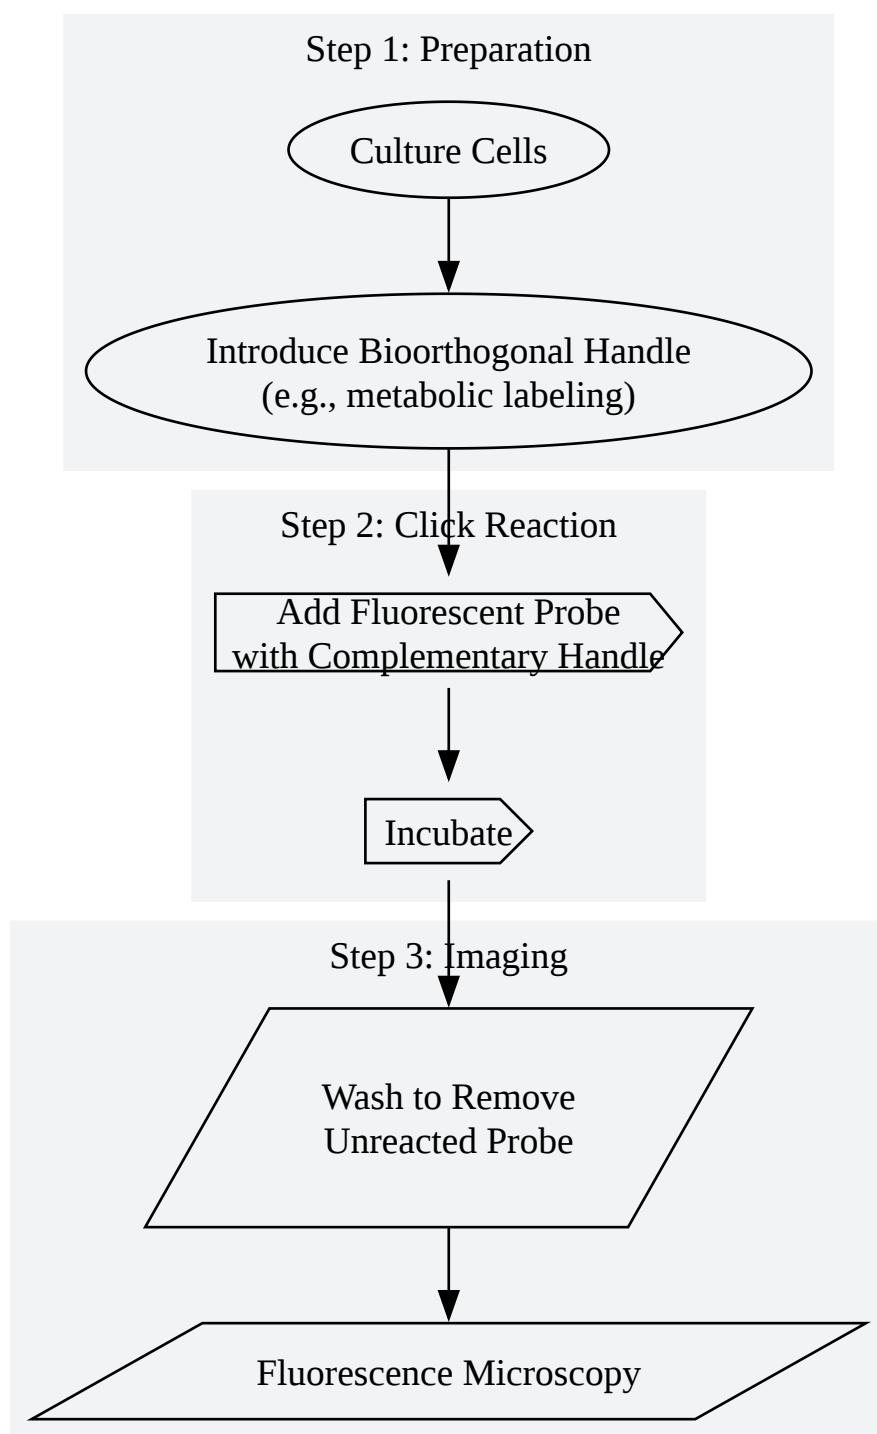 Step 1: Preparation
Culture Cells
Introduce Bioorthogonal Handle
(e.g., metabolic labeling)
Step 2: Click Reaction
Add Fluorescent Probe
with Complementary Handle
Incubate
Step 3: Imaging
Wash to Remove
Unreacted Probe
Fluorescence Microscopy